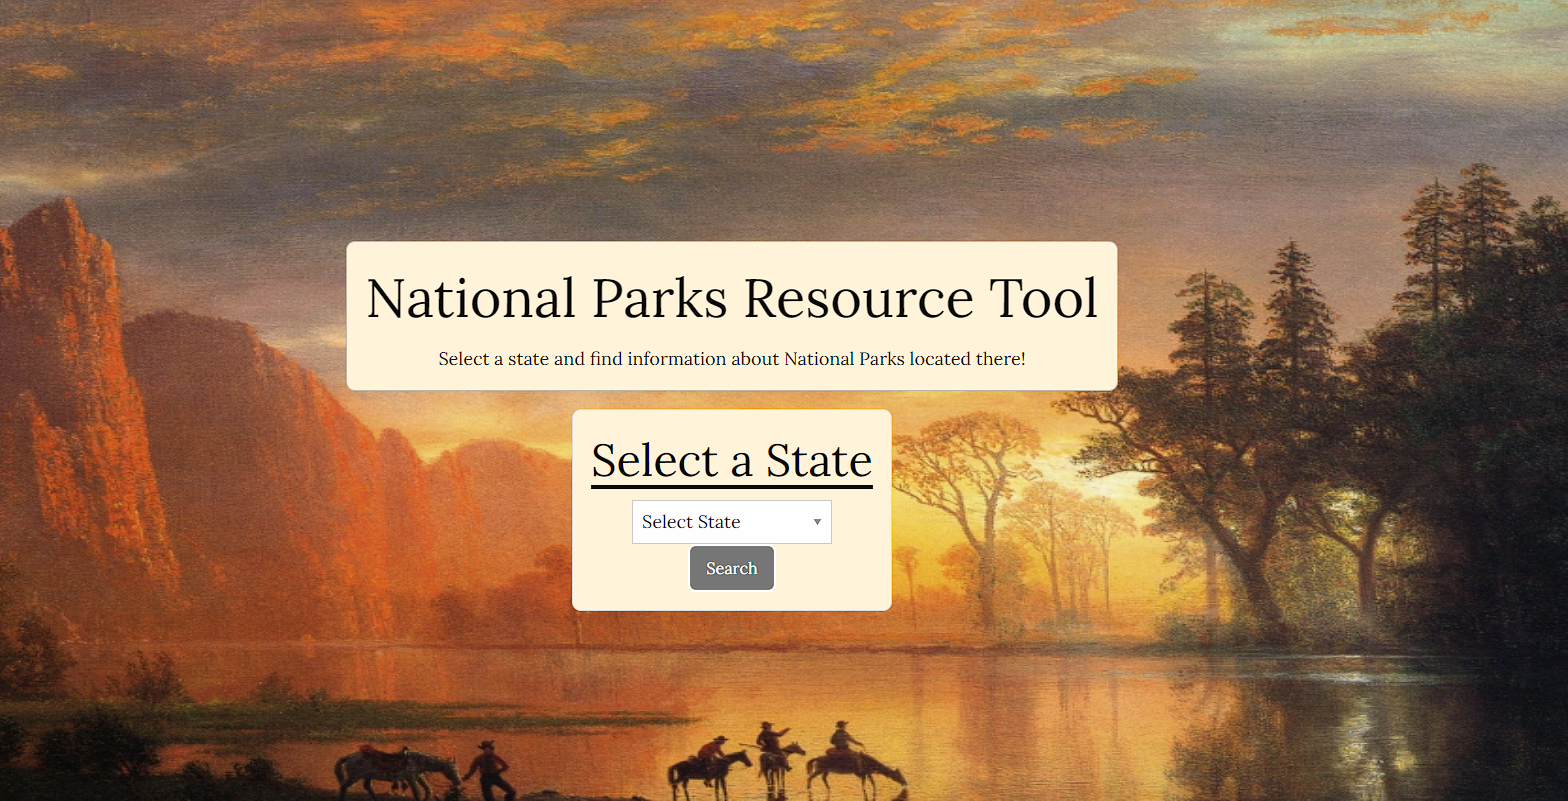 National Parks Resource Tool
Select a state and find information about National Parks located there!
Select a State
Select State
Search